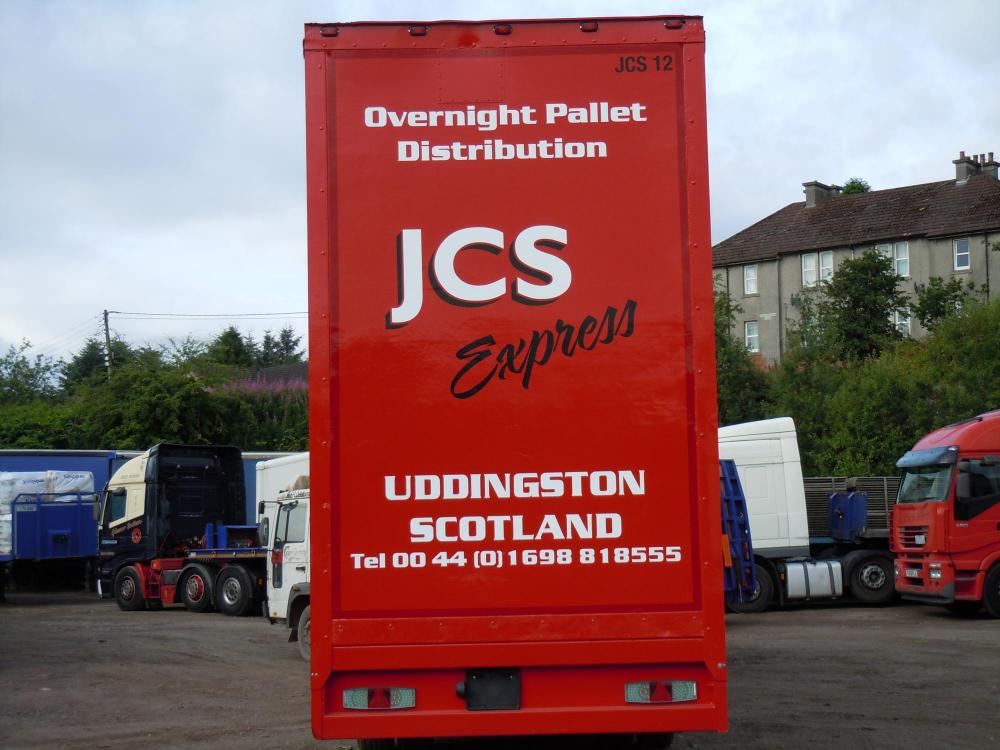 JCS 12
Overnight Pallet
Distribution
JCS
Express
UDDINGSTON
SCOTLAND
Tel 00 44 (0)1698 818555